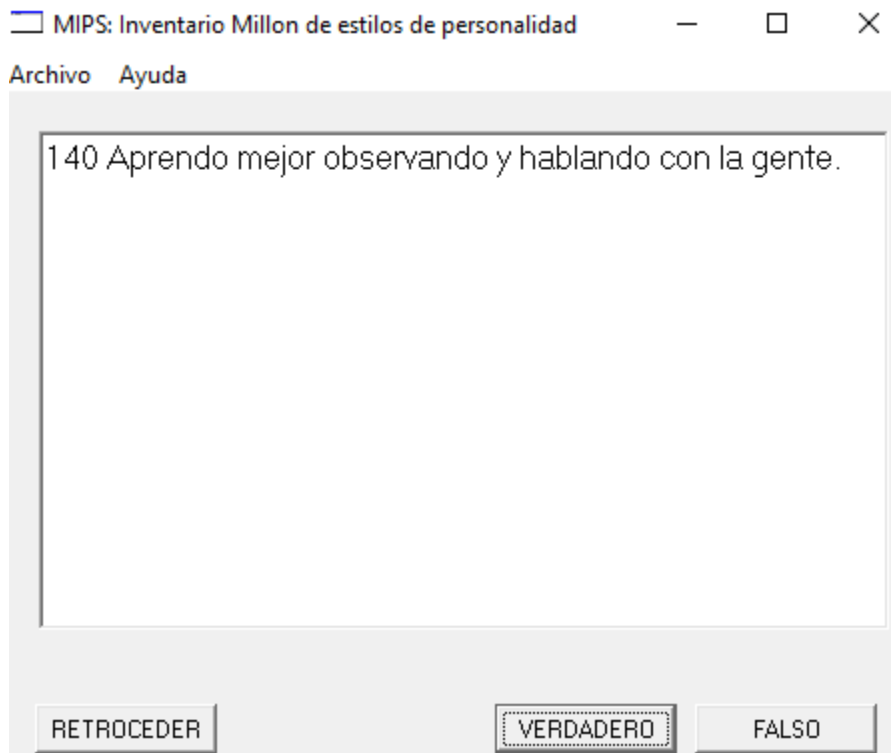 MIPS: Inventario Millon de estilos de personalidad
Archivo Ayuda
140 Aprendo mejor observando y hablando con la gente.
RETROCEDER VERDADERO FALSO